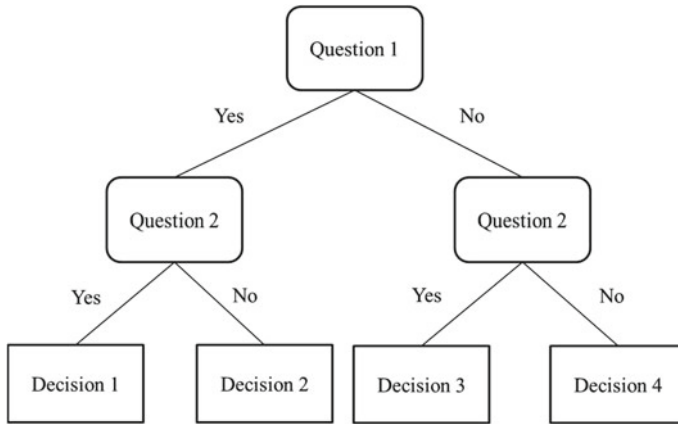 Question 1
Yes
No
Question 2
Question 2
Yes
No
Yes
No
Decision 1
Decision 2
Decision 3
Decision 4